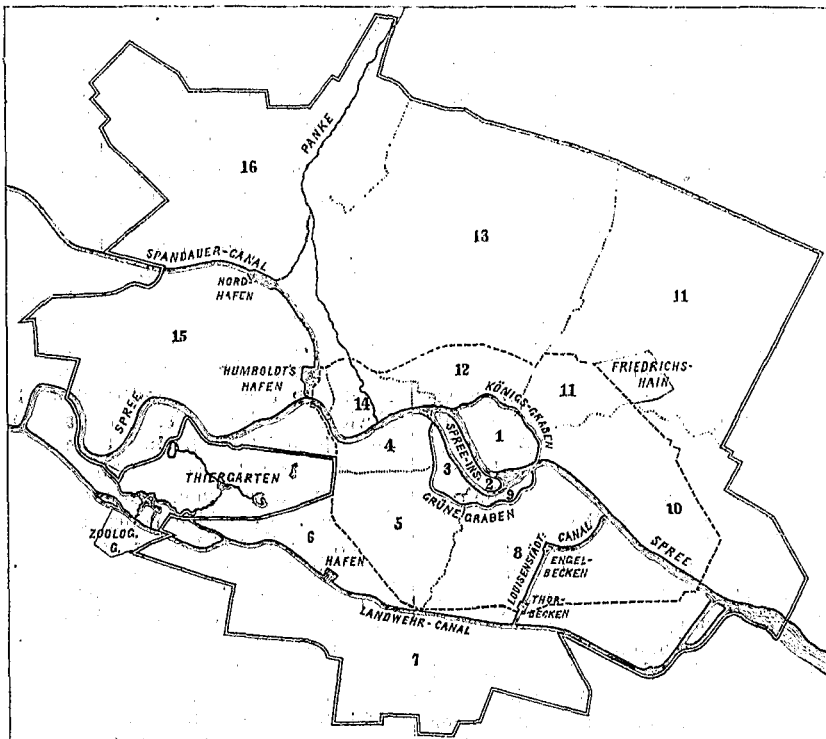 PANKE
16
13
SPANDAUER-CANAL
NORD-
HAFEN
11
15
HUMBOLDT'S
HAFEN
12
FRIEDRICHS-
HAIN
11
14
KÖNIGS-GRABEN
SPREE
4
SPREE-INS.
1
3
THIERGARTEN
2
9
GRÜNE GRABEN
10
ZOOLOG.
G.
6
5
8
LOUISENSTÄDT.
CANAL
SPREE
HAFEN
ENGEL-
BECKEN
THOR-
BECKEN
LANDWEHR-CANAL
7